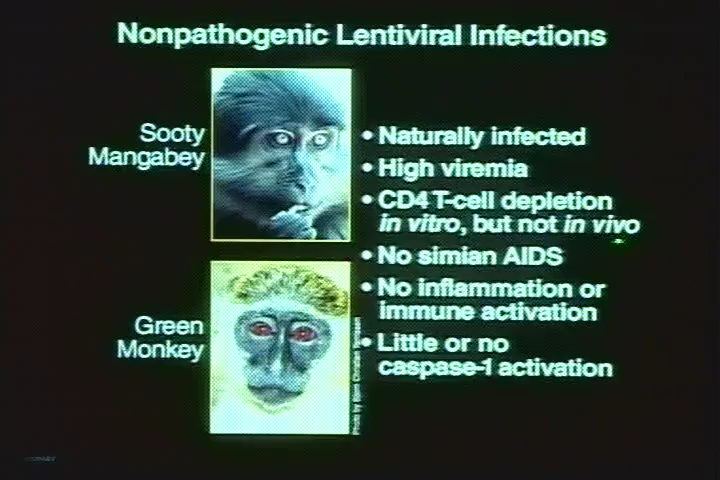 Nonpathogenic Lentiviral Infections
Sooty
Mangabey
• Naturally infected
• High viremia
• CD4 T-cell depletion
in vitro, but not in vivo
• No simian AIDS
• No inflammation or
immune activation
Green
Monkey
• Little or no
caspase-1 activation